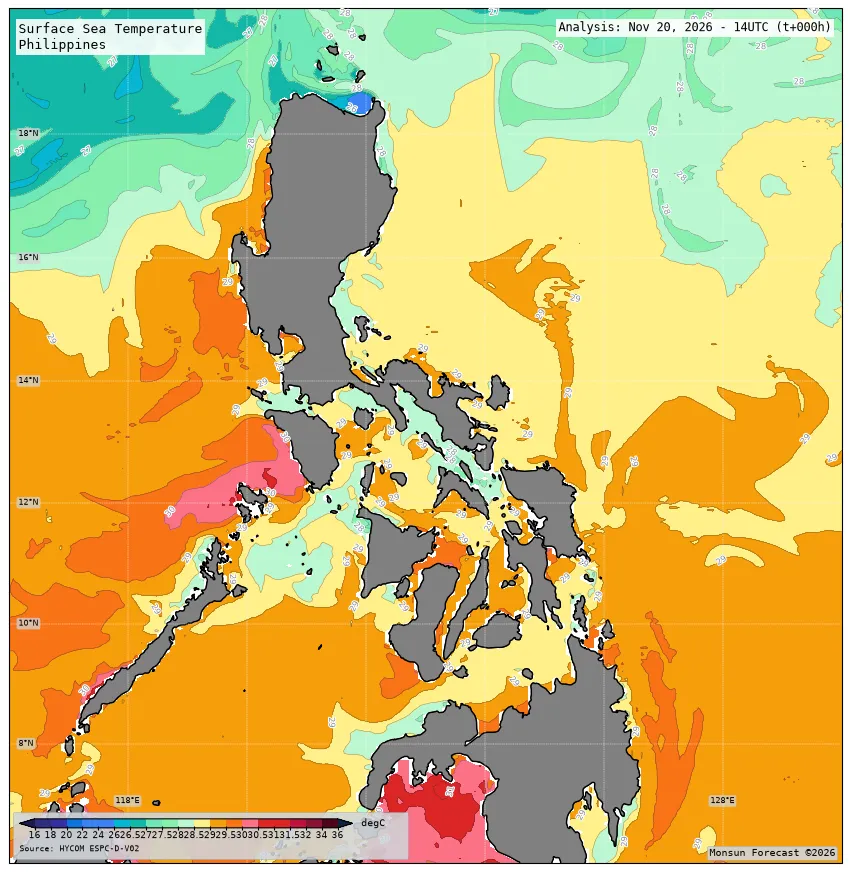 Surface Sea Temperature
Philippines
Analysis: Nov 20, 2026 - 14UTC (t+000h)
18°N
16°N
14°N
12°N
10°N
8°N
118°E
128°E
16 18 20 22 24 26 26.5 27 27.5 28 28.5 29 29.5 30 30.5 31 31.5 32 34 36
degC
Source: HYCOM ESPC-D-V02
Monsun Forecast ©2026